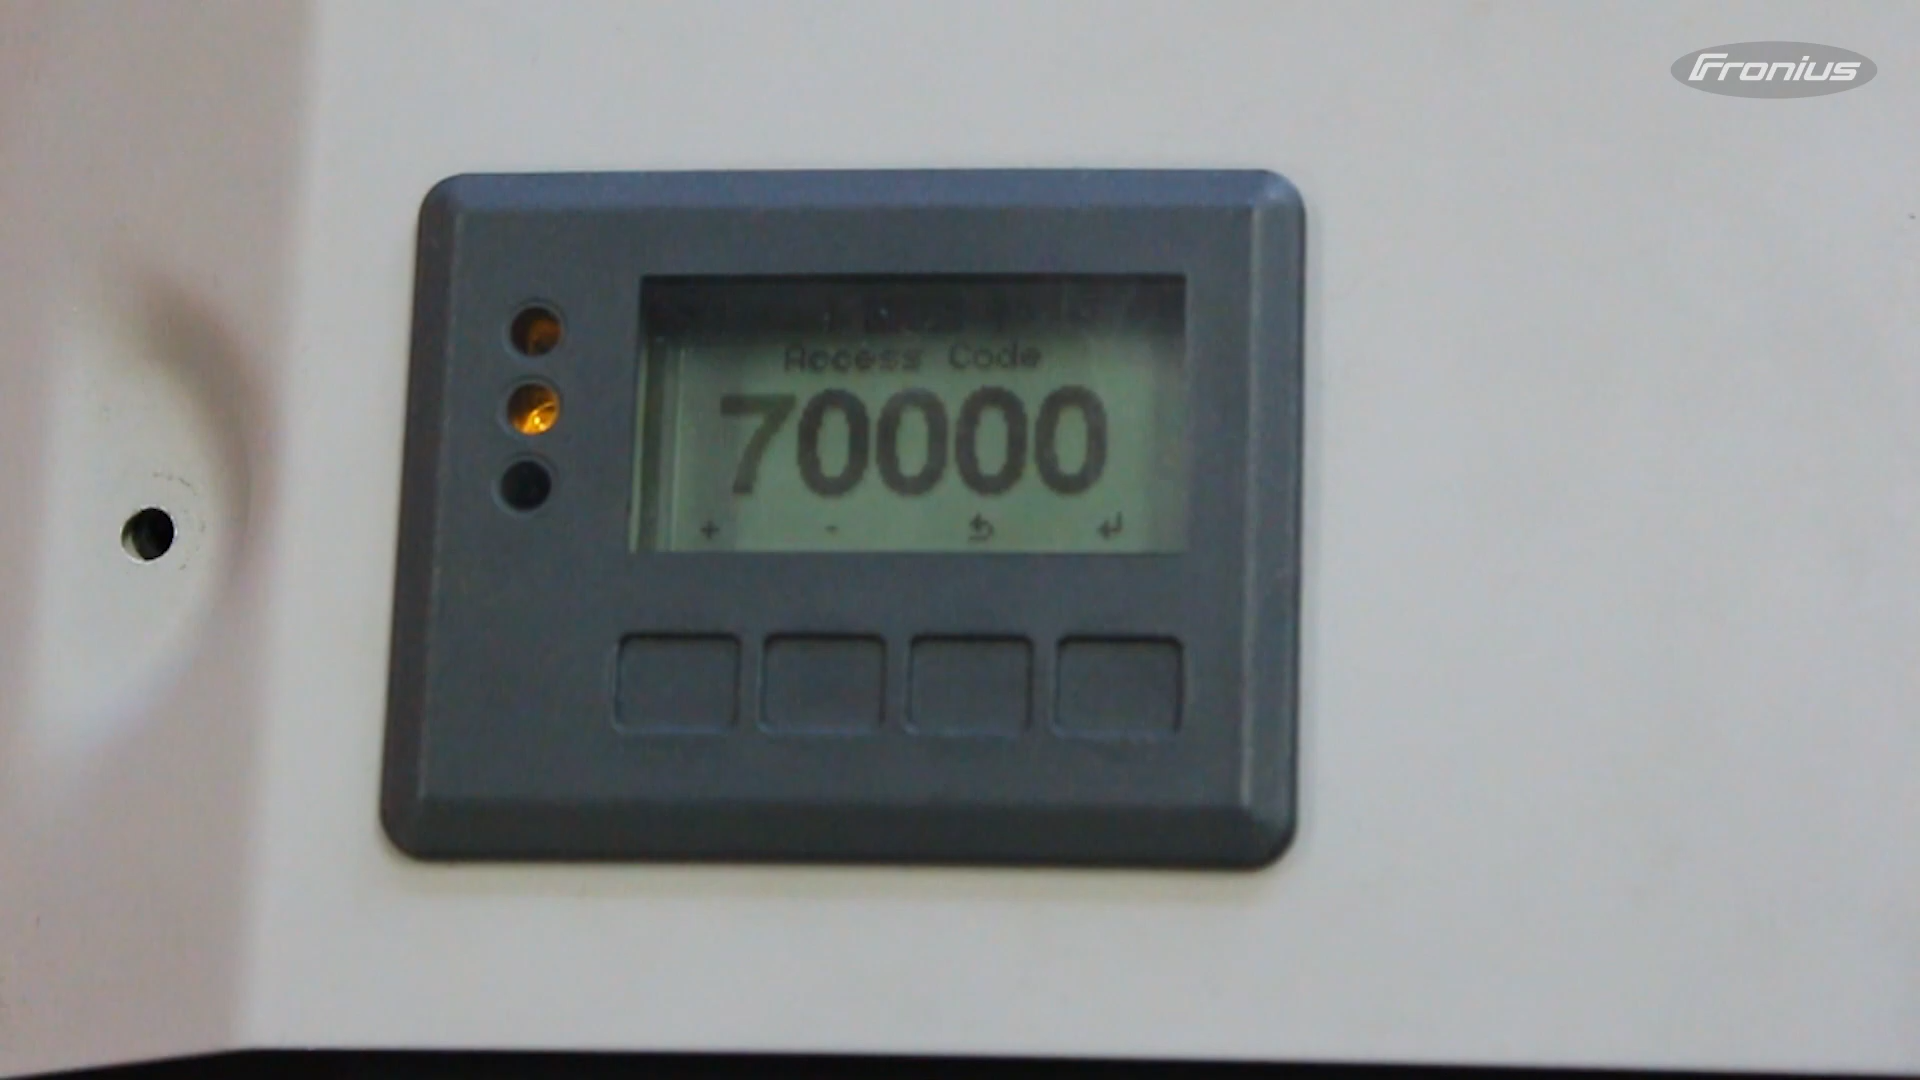 Fronius
Access Code
70000
+ - ↰ ↵